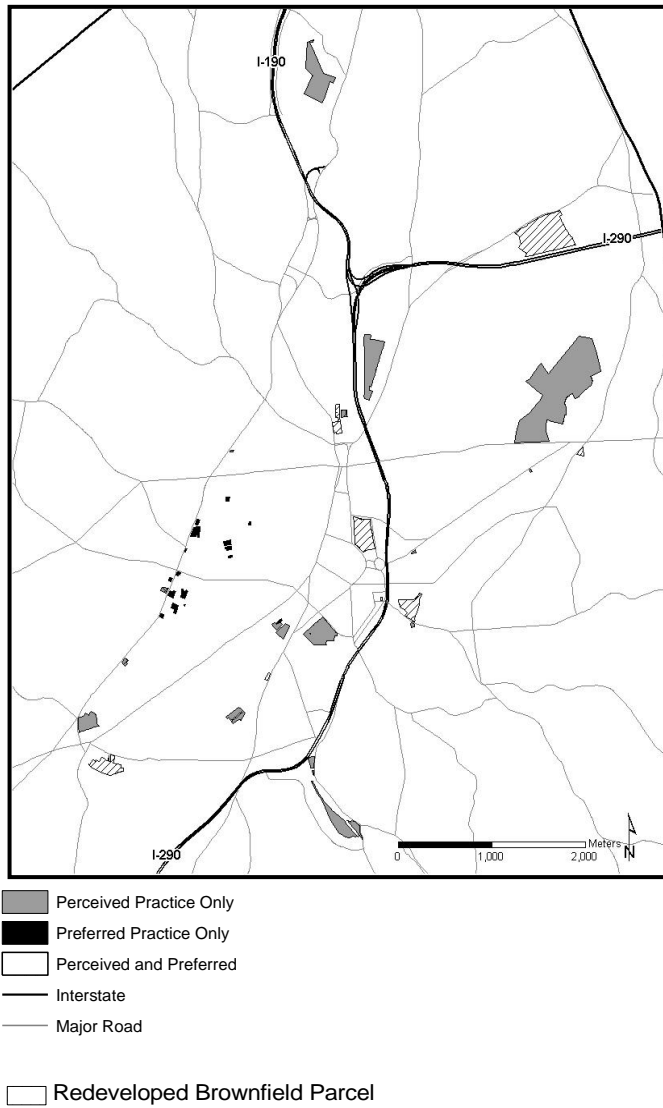 I-190
I-290
I-290
Meters
0 1,000 2,000
N
Perceived Practice Only
Preferred Practice Only
Perceived and Preferred
Interstate
Major Road
Redeveloped Brownfield Parcel